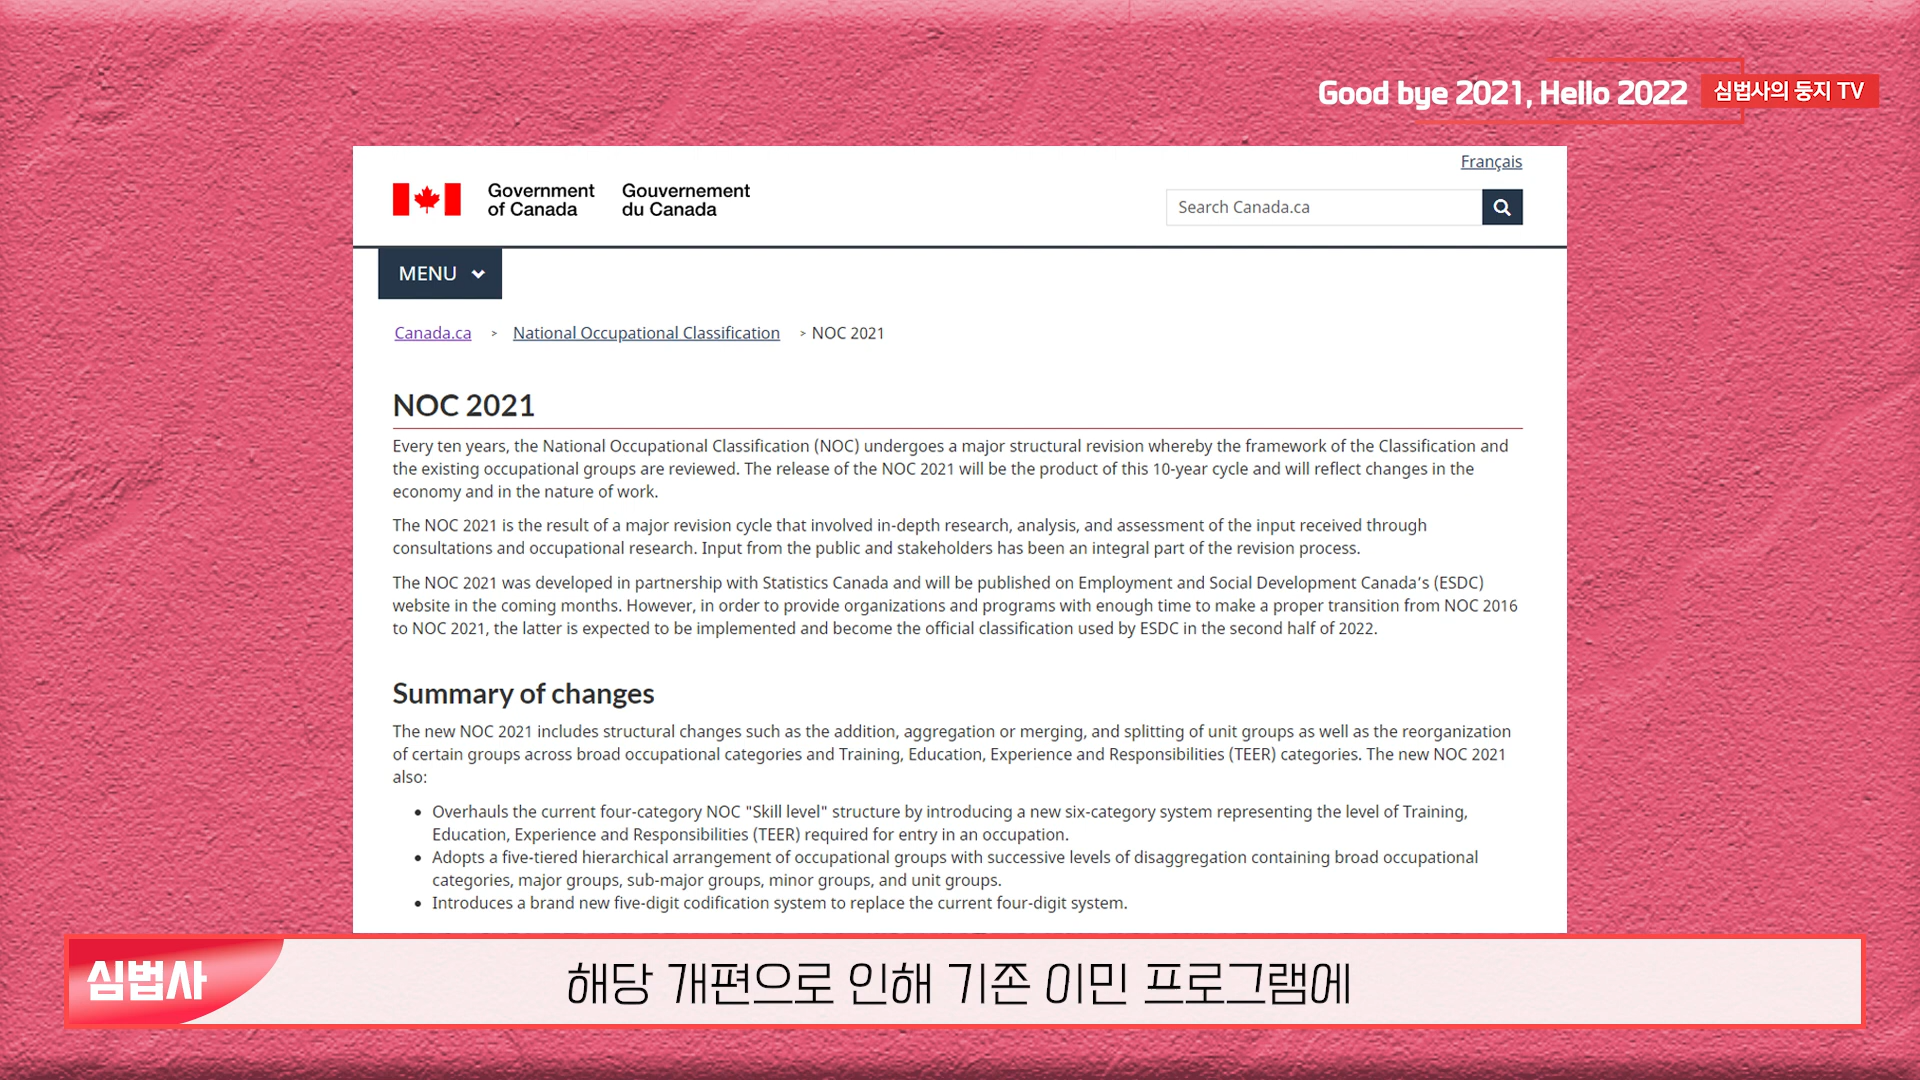 Good bye 2021, Hello 2022
심법사의 둥지 TV
Français
Government of Canada
Gouvernement du Canada
Search Canada.ca
MENU
Canada.ca > National Occupational Classification > NOC 2021
NOC 2021
Every ten years, the National Occupational Classification (NOC) undergoes a major structural revision whereby the framework of the Classification and
the existing occupational groups are reviewed. The release of the NOC 2021 will be the product of this 10-year cycle and will reflect changes in the
economy and in the nature of work.
The NOC 2021 is the result of a major revision cycle that involved in-depth research, analysis, and assessment of the input received through
consultations and occupational research. Input from the public and stakeholders has been an integral part of the revision process.
The NOC 2021 was developed in partnership with Statistics Canada and will be published on Employment and Social Development Canada's (ESDC)
website in the coming months. However, in order to provide organizations and programs with enough time to make a proper transition from NOC 2016
to NOC 2021, the latter is expected to be implemented and become the official classification used by ESDC in the second half of 2022.
Summary of changes
The new NOC 2021 includes structural changes such as the addition, aggregation or merging, and splitting of unit groups as well as the reorganization
of certain groups across broad occupational categories and Training, Education, Experience and Responsibilities (TEER) categories. The new NOC 2021
also:
• Overhauls the current four-category NOC "Skill level" structure by introducing a new six-category system representing the level of Training,
Education, Experience and Responsibilities (TEER) required for entry in an occupation.
• Adopts a five-tiered hierarchical arrangement of occupational groups with successive levels of disaggregation containing broad occupational
categories, major groups, sub-major groups, minor groups, and unit groups.
• Introduces a brand new five-digit codification system to replace the current four-digit system.
심법사
해당 개편으로 인해 기존 이민 프로그램에